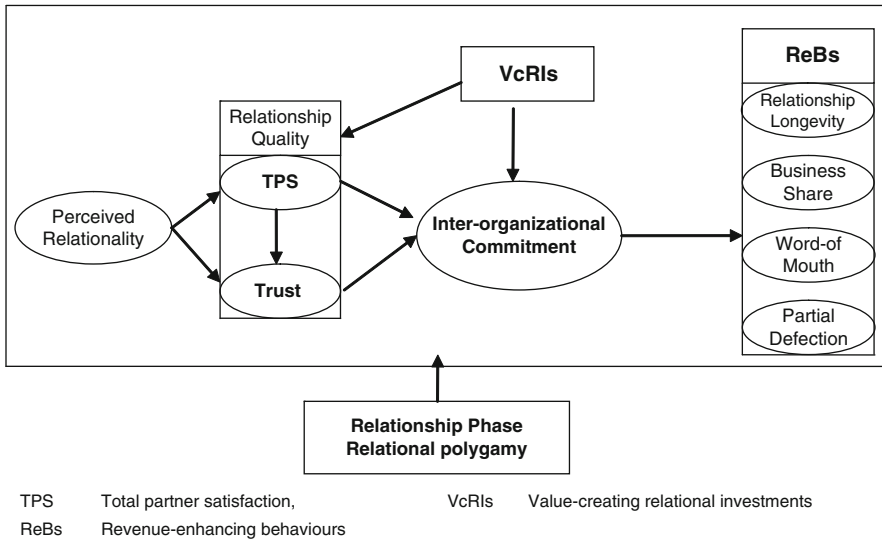 VcRIs
ReBs
Relationship
Longevity
Business
Share
Word-of
Mouth
Partial
Defection
Relationship
Quality
TPS
Trust
Perceived
Relationality
Inter-organizational
Commitment
Relationship Phase
Relational polygamy
TPS Total partner satisfaction, VcRIs Value-creating relational investments
ReBs Revenue-enhancing behaviours